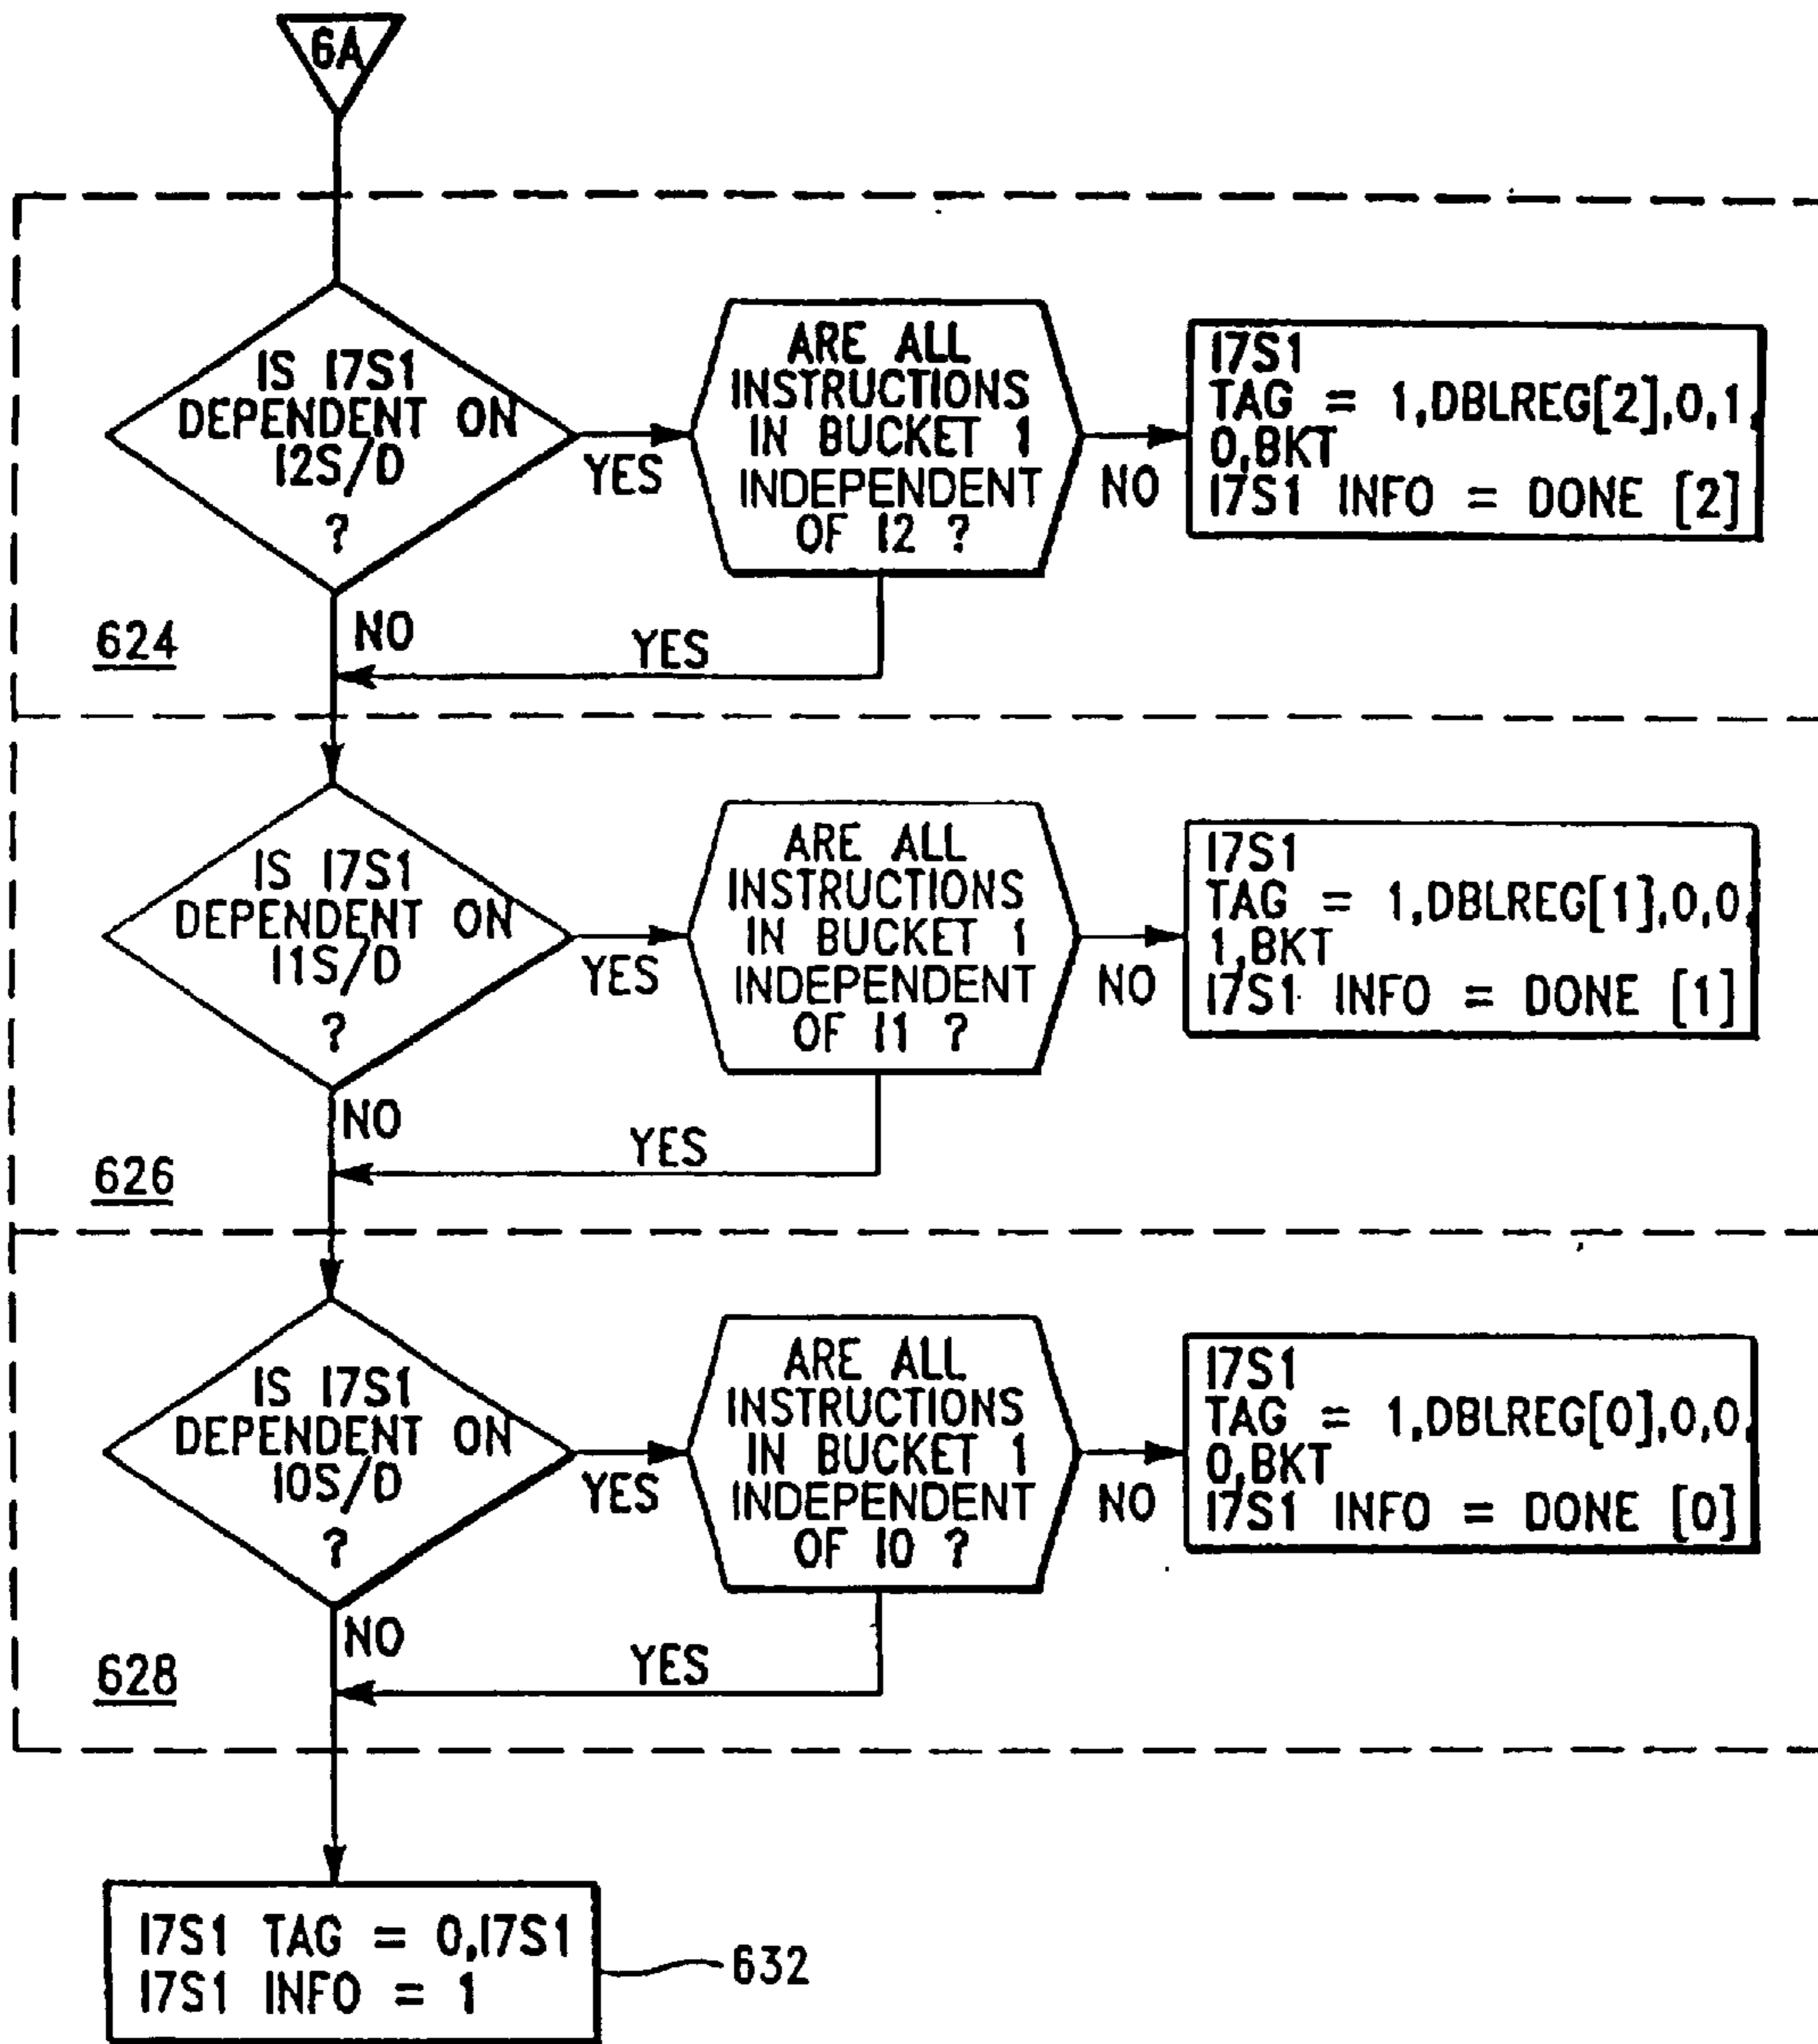 6A
IS I7S1
DEPENDENT ON
I2S/D
?
YES
NO
ARE ALL
INSTRUCTIONS
IN BUCKET 1
INDEPENDENT
OF I2 ?
NO
YES
I7S1
TAG = 1,DBLREG[2],0,1,
0,BKT
I7S1 INFO = DONE [2]
624
IS I7S1
DEPENDENT ON
I1S/D
?
YES
NO
ARE ALL
INSTRUCTIONS
IN BUCKET 1
INDEPENDENT
OF I1 ?
NO
YES
I7S1
TAG = 1,DBLREG[1],0,0,
1,BKT
I7S1 INFO = DONE [1]
626
IS I7S1
DEPENDENT ON
I0S/D
?
YES
NO
ARE ALL
INSTRUCTIONS
IN BUCKET 1
INDEPENDENT
OF I0 ?
NO
YES
I7S1
TAG = 1,DBLREG[0],0,0,
0,BKT
I7S1 INFO = DONE [0]
628
I7S1 TAG = 0,I7S1
I7S1 INFO = 1
632